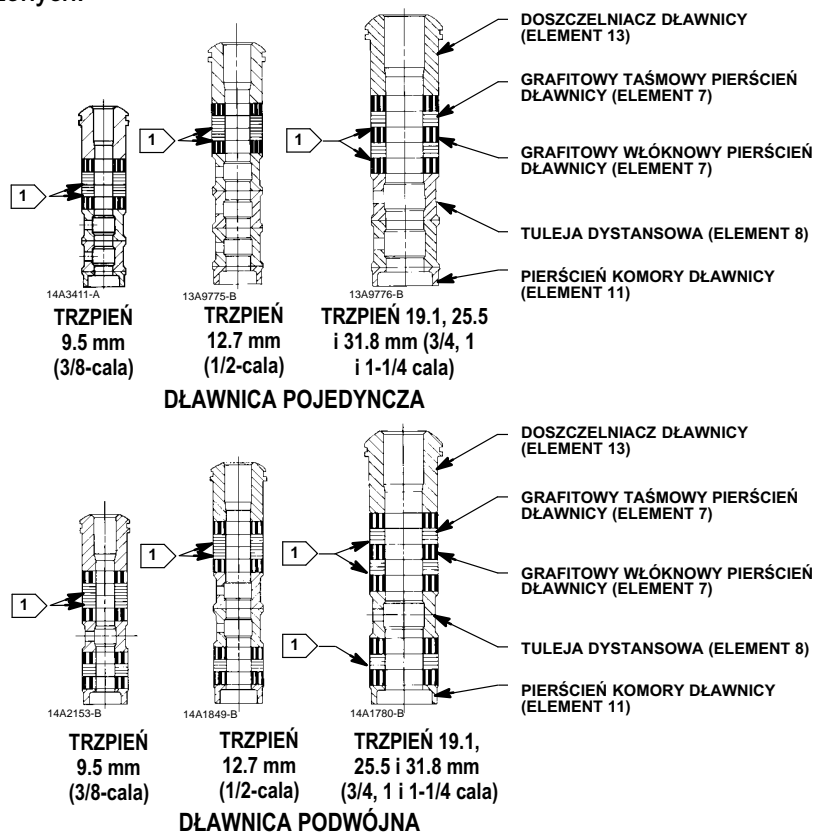 DOSZCZELNIACZ DŁAWNICY
(ELEMENT 13)
GRAFITOWY TAŚMOWY PIERŚCIEŃ
DŁAWNICY (ELEMENT 7)
1
1
1
GRAFITOWY WŁÓKNOWY PIERŚCIEŃ
DŁAWNICY (ELEMENT 7)
TULEJA DYSTANSOWA (ELEMENT 8)
PIERŚCIEŃ KOMORY DŁAWNICY
(ELEMENT 11)
14A3411-A
13A9775-B
13A9776-B
TRZPIEŃ
9.5 mm
(3/8-cala)
TRZPIEŃ
12.7 mm
(1/2-cala)
TRZPIEŃ 19.1, 25.5
i 31.8 mm (3/4, 1
i 1-1/4 cala)
DŁAWNICA POJEDYNCZA
DOSZCZELNIACZ DŁAWNICY
(ELEMENT 13)
GRAFITOWY TAŚMOWY PIERŚCIEŃ
DŁAWNICY (ELEMENT 7)
1
1
1
GRAFITOWY WŁÓKNOWY PIERŚCIEŃ
DŁAWNICY (ELEMENT 7)
1
TULEJA DYSTANSOWA (ELEMENT 8)
PIERŚCIEŃ KOMORY DŁAWNICY
(ELEMENT 11)
14A2153-B
14A1849-B
14A1780-B
TRZPIEŃ
9.5 mm
(3/8-cala)
TRZPIEŃ
12.7 mm
(1/2-cala)
TRZPIEŃ 19.1,
25.5 i 31.8 mm
(3/4, 1 i 1-1/4 cala)
DŁAWNICA PODWÓJNA